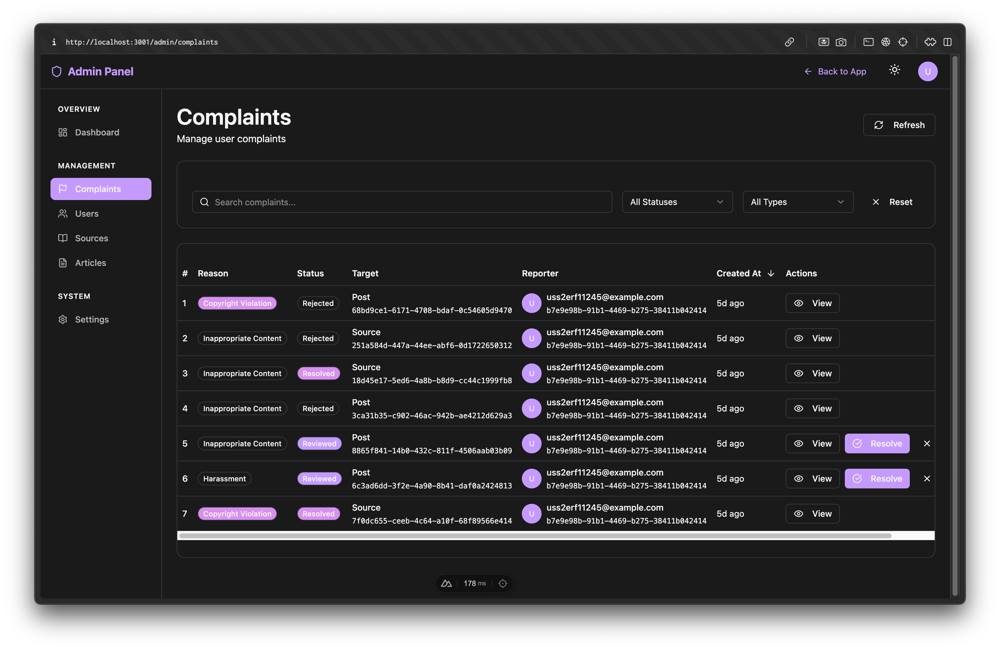 i http://localhost:3001/admin/complaints
Admin Panel
Back to App
U
OVERVIEW
Dashboard
MANAGEMENT
Complaints
Users
Sources
Articles
SYSTEM
Settings
Complaints
Manage user complaints
Refresh
Search complaints...
All Statuses
All Types
Reset
# Reason Status Target Reporter Created At Actions
1 Copyright Violation Rejected Post U uss2erf11245@example.com 5d ago View
68bd9ce1-6171-4708-bdaf-0c54605d9470 b7e9e98b-91b1-4469-b275-38411b042414
2 Inappropriate Content Rejected Source U uss2erf11245@example.com 5d ago View
251a584d-447a-44ee-abf6-0d1722650312 b7e9e98b-91b1-4469-b275-38411b042414
3 Inappropriate Content Resolved Source U uss2erf11245@example.com 5d ago View
18d45e17-5ed6-4a8b-b8d9-cc44c1999fb8 b7e9e98b-91b1-4469-b275-38411b042414
4 Inappropriate Content Rejected Post U uss2erf11245@example.com 5d ago View
3ca31b35-c902-46ac-942b-ae4212d629a3 b7e9e98b-91b1-4469-b275-38411b042414
5 Inappropriate Content Reviewed Post U uss2erf11245@example.com 5d ago View Resolve
8865f841-14b0-432c-811f-4506aab03b09 b7e9e98b-91b1-4469-b275-38411b042414
6 Harassment Reviewed Post U uss2erf11245@example.com 5d ago View Resolve
6c3ad6dd-3f2e-4a90-8b41-daf0a2424813 b7e9e98b-91b1-4469-b275-38411b042414
7 Copyright Violation Resolved Source U uss2erf11245@example.com 5d ago View
7f0dc655-ceeb-4c64-a10f-68f89566e414 b7e9e98b-91b1-4469-b275-38411b042414
178 ms